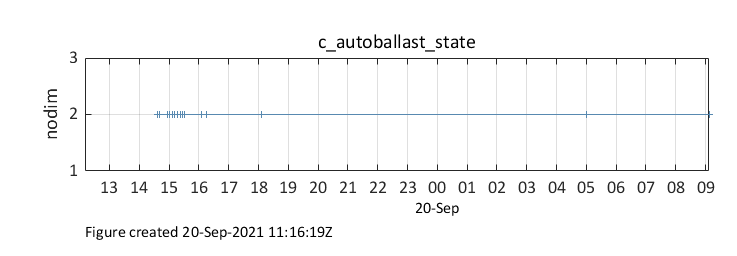 c_autoballast_state
3
2
1
nodim
13 14 15 16 17 18 19 20 21 22 23 00 01 02 03 04 05 06 07 08 09
20-Sep
Figure created 20-Sep-2021 11:16:19Z